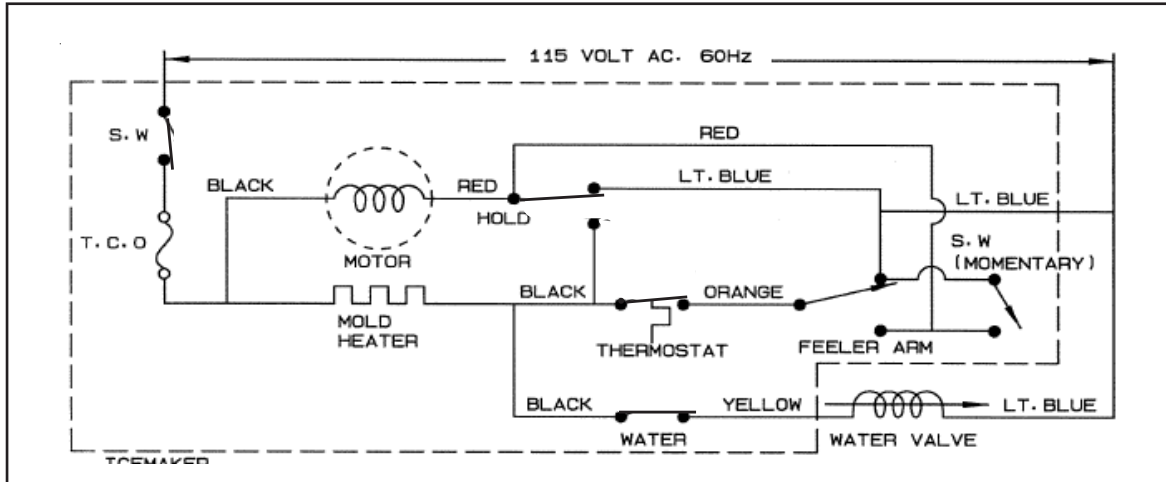 115 VOLT AC. 60Hz
S.W
RED
BLACK
RED
LT. BLUE
LT. BLUE
HOLD
T.C.O
S.W
(MOMENTARY)
MOTOR
BLACK
ORANGE
MOLD
HEATER
THERMOSTAT
FEELER ARM
BLACK
YELLOW
LT. BLUE
WATER
WATER VALVE
ICEMAKER